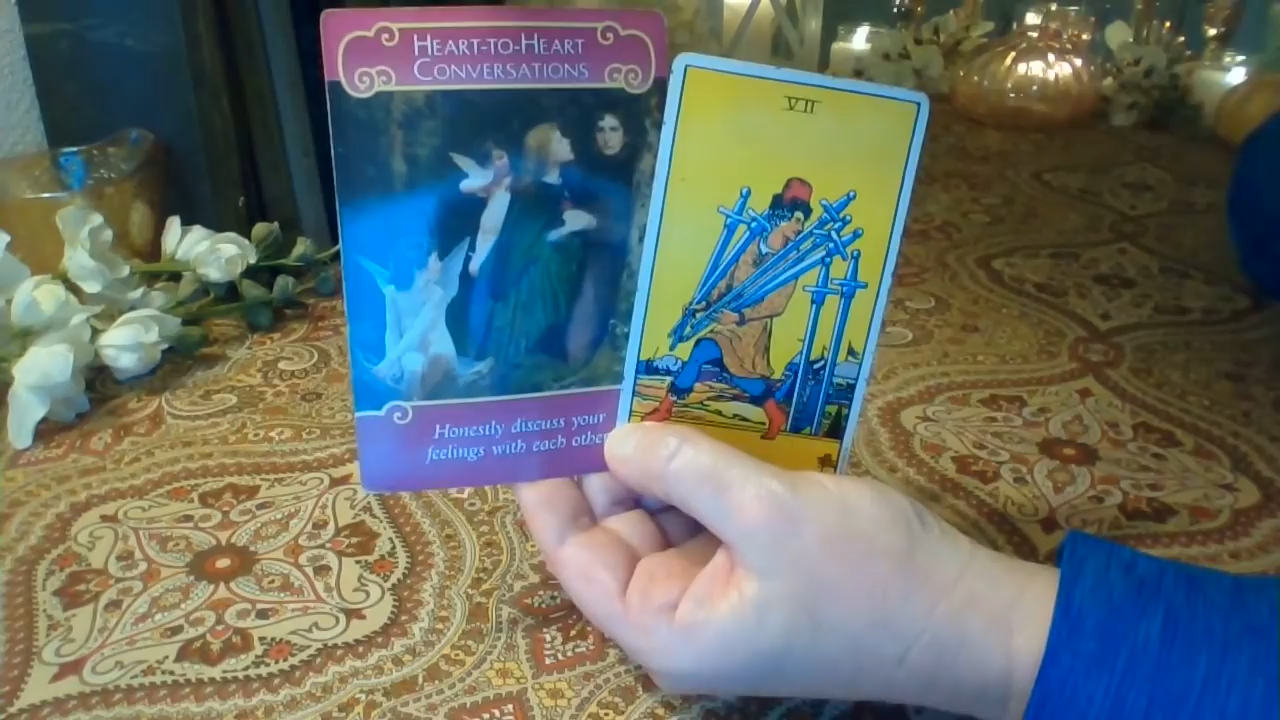 HEART-TO-HEART
CONVERSATIONS
VII
Honestly discuss your
feelings with each other